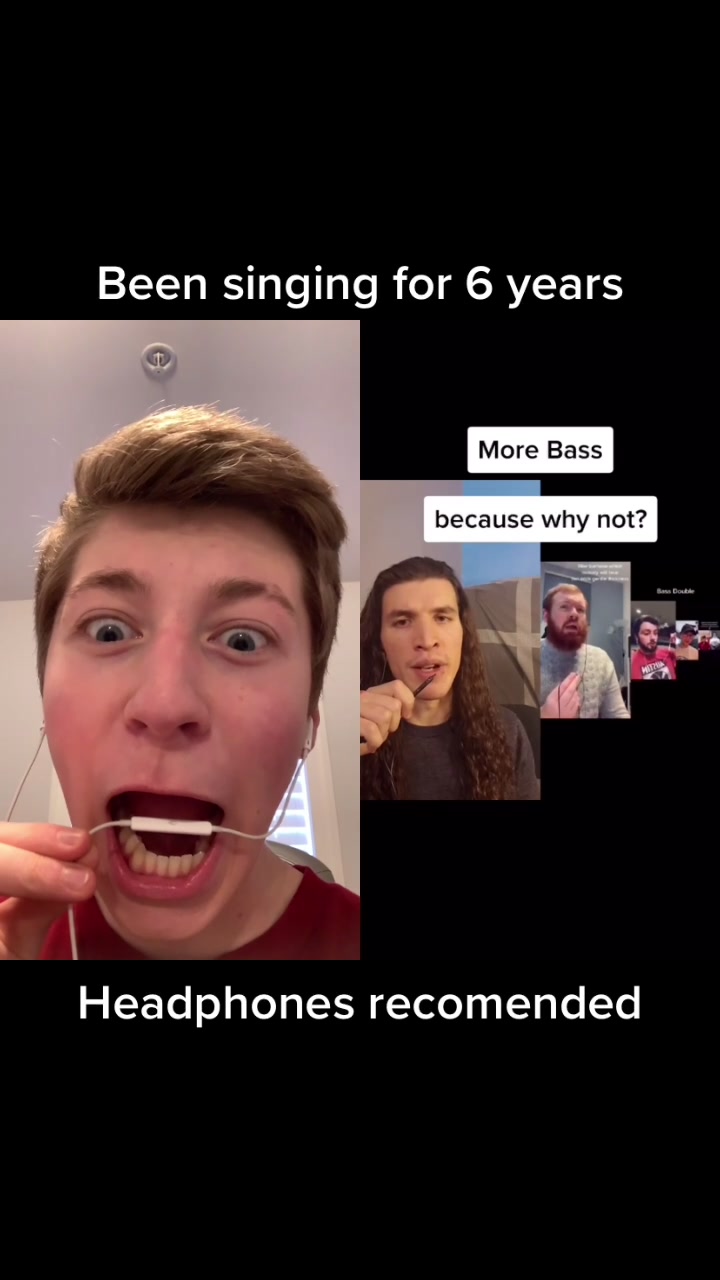 Been singing for 6 years
More Bass
because why not?
Bass Double
Headphones recomended